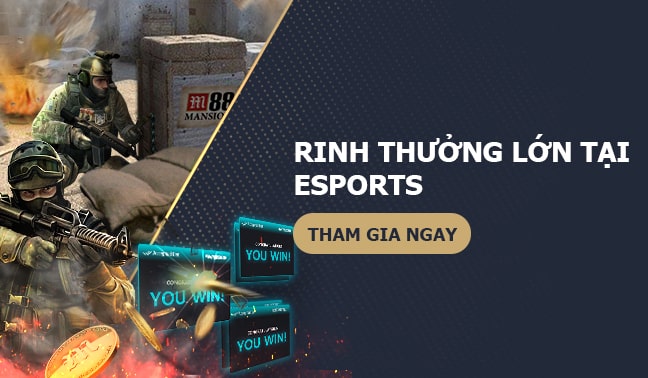 m88
MANSION
RINH THƯỞNG LỚN TẠI
ESPORTS
THAM GIA NGAY
YOU WIN!
YOU WIN!
YOU WIN!